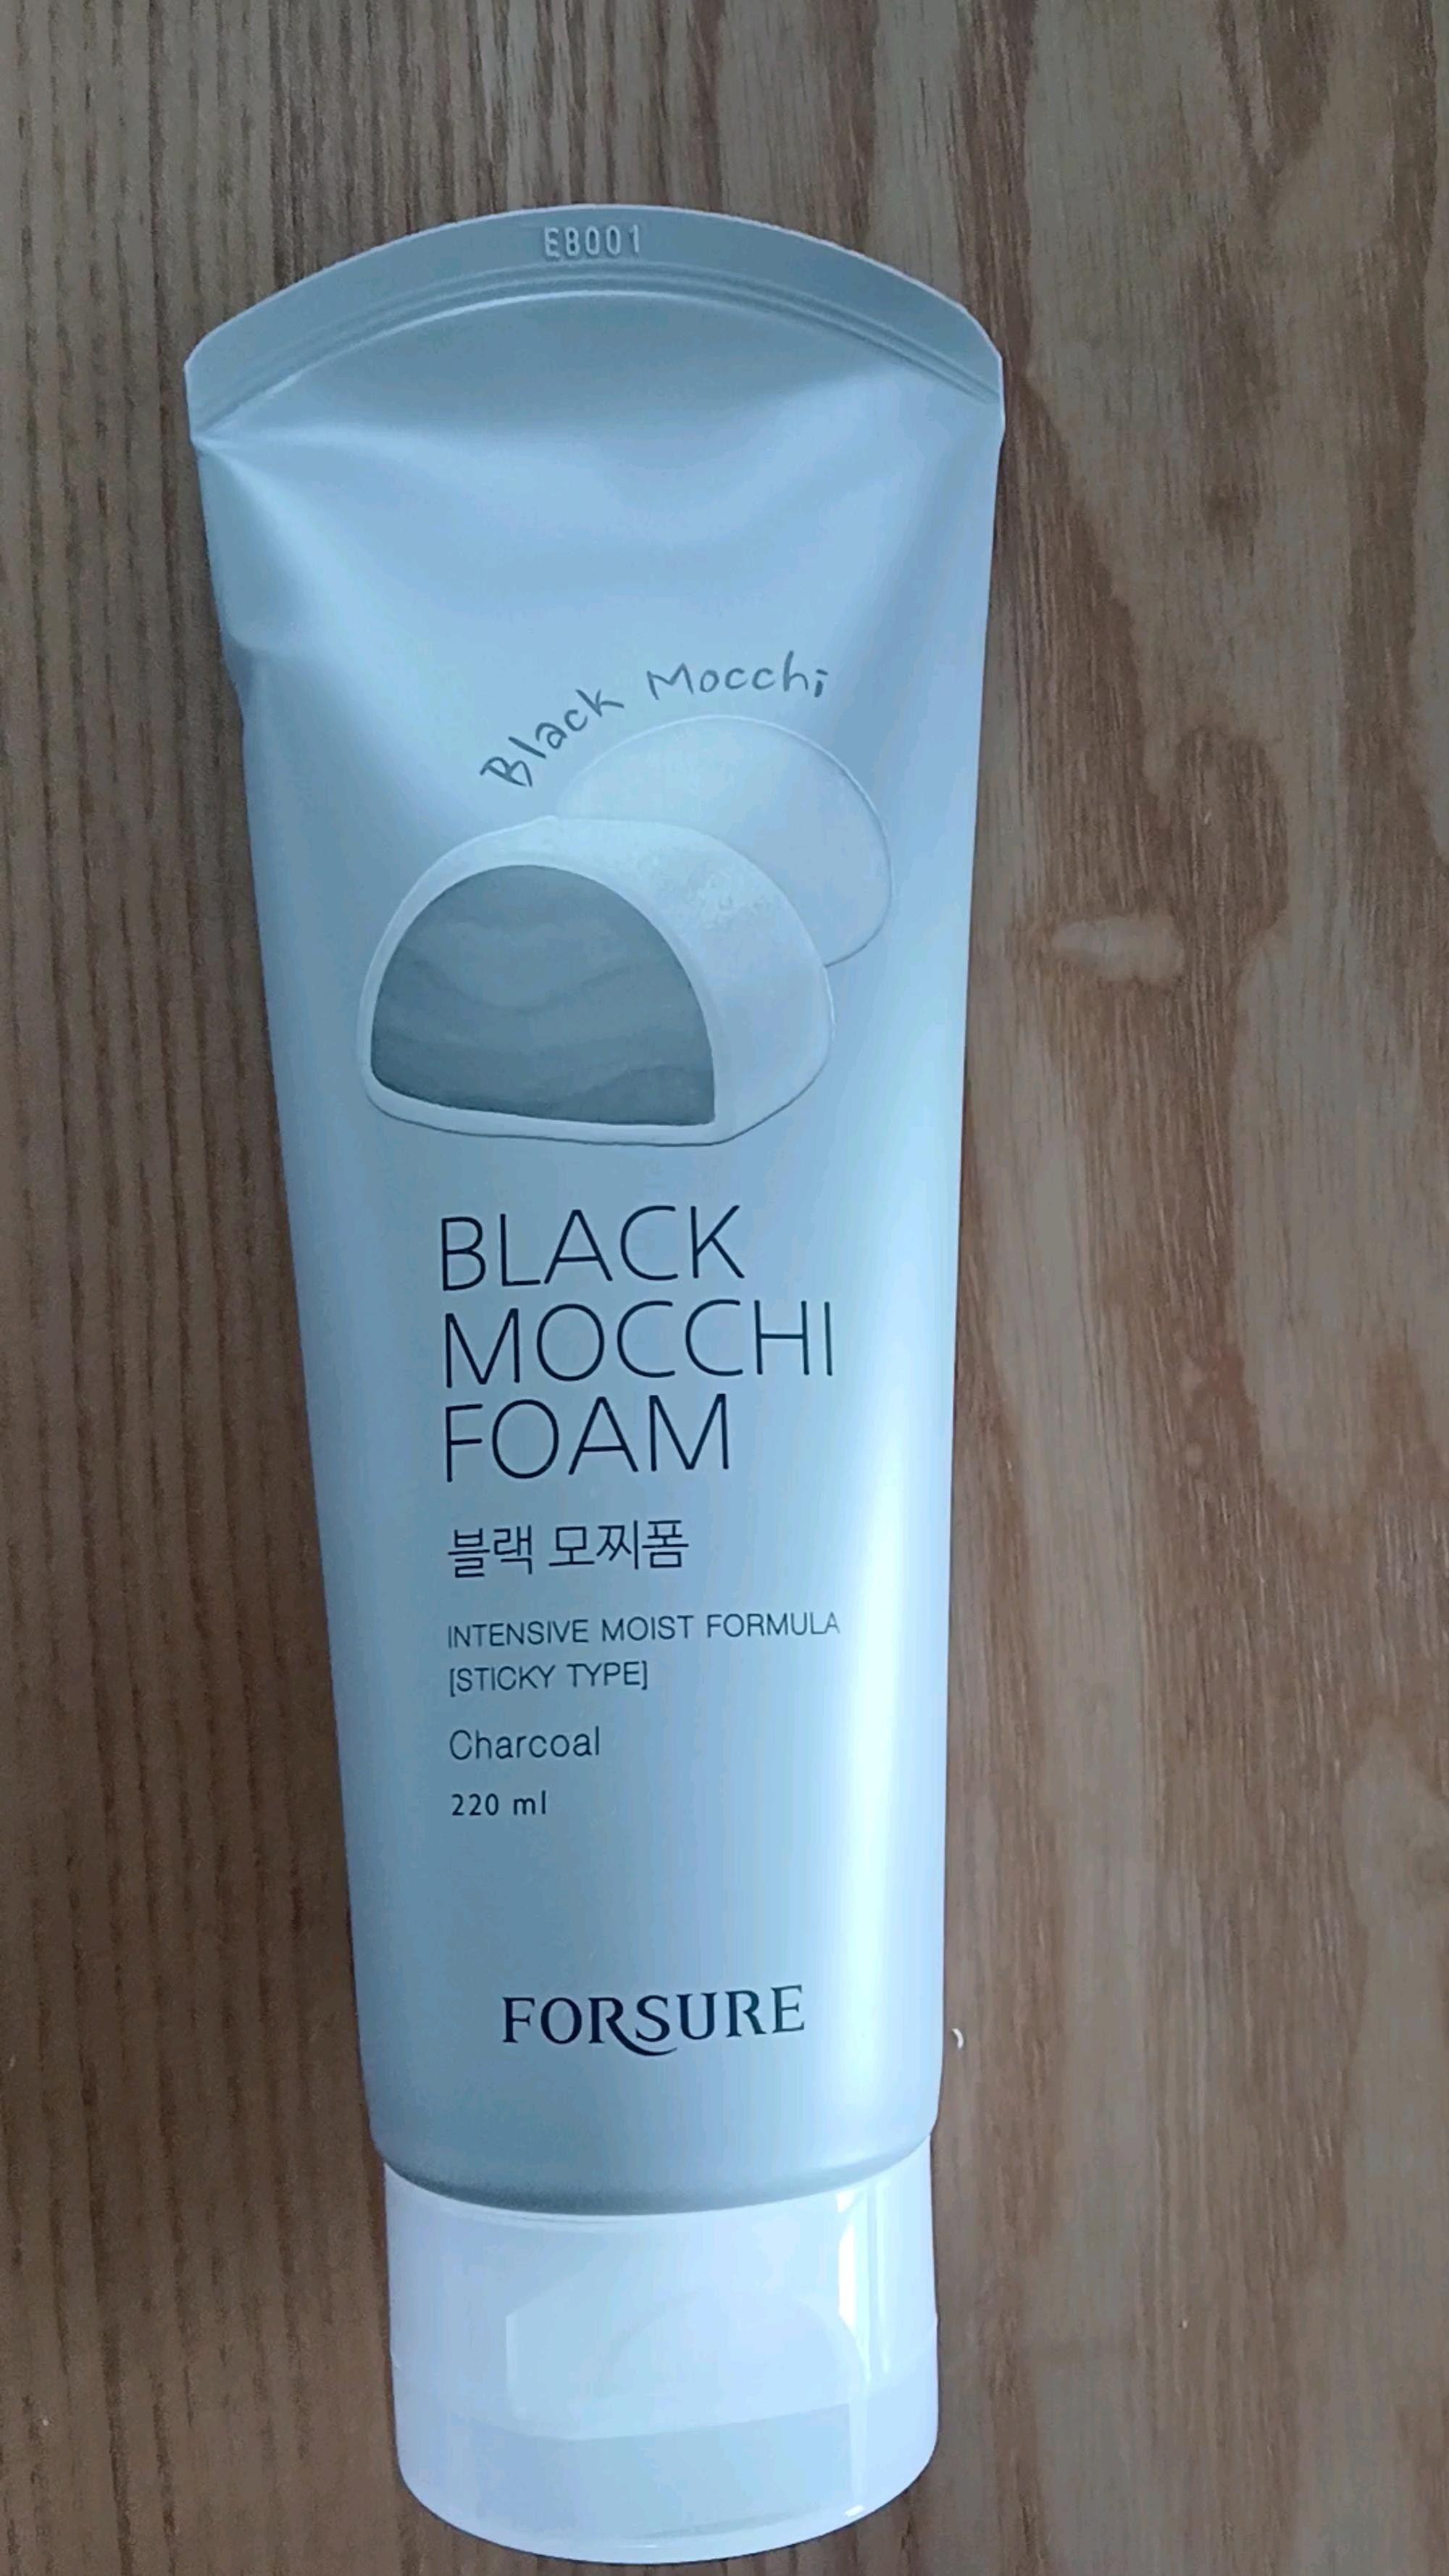 EB001
Black Mocchi
BLACK
MOCCHI
FOAM
블랙 모찌폼
INTENSIVE MOIST FORMULA
[STICKY TYPE]
Charcoal
220 ml
FORSURE